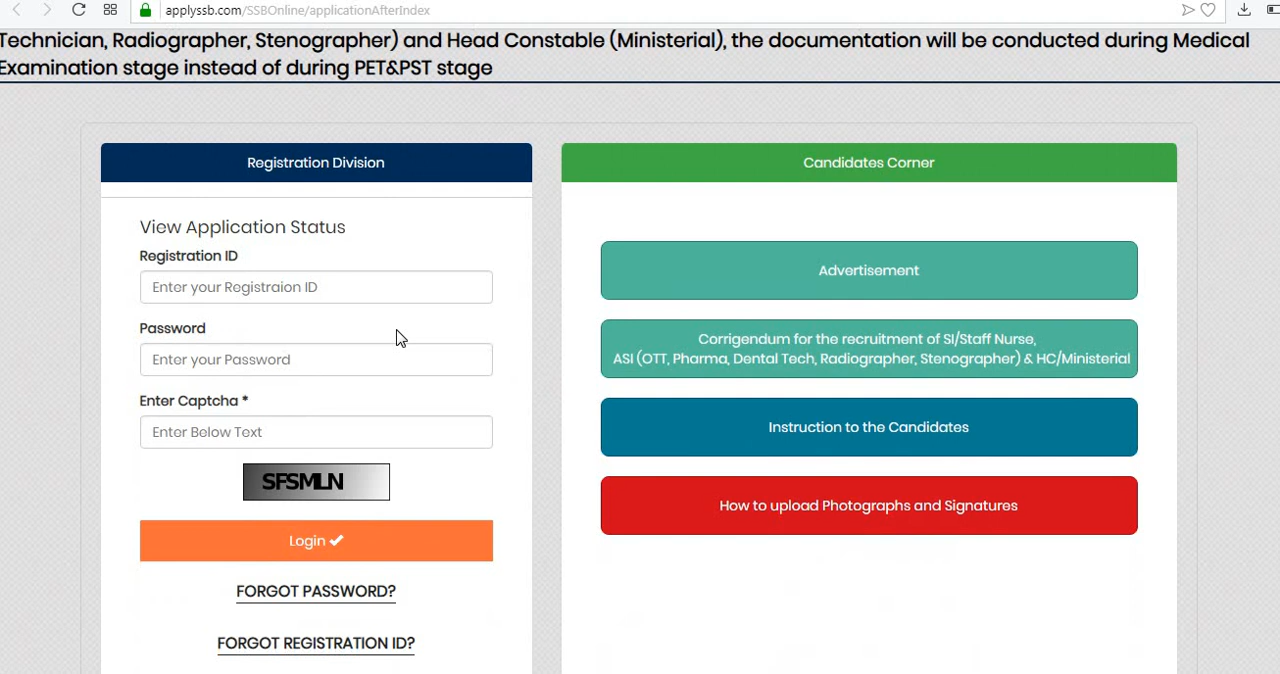 applyssb.com/SSBOnline/applicationAfterIndex
Technician, Radiographer, Stenographer) and Head Constable (Ministerial), the documentation will be conducted during Medical
Examination stage instead of during PET&PST stage
Registration Division
View Application Status
Registration ID
Enter your Registraion ID
Password
Enter your Password
Enter Captcha *
Enter Below Text
SFSMLN
Login
FORGOT PASSWORD?
FORGOT REGISTRATION ID?
Candidates Corner
Advertisement
Corrigendum for the recruitment of SI/Staff Nurse,
ASI (OTT, Pharma, Dental Tech, Radiographer, Stenographer) & HC/Ministerial
Instruction to the Candidates
How to upload Photographs and Signatures